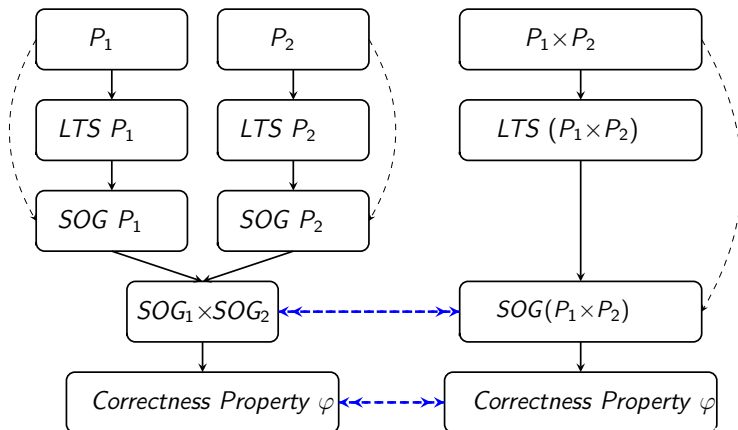 P₁ P₂ P₁×P₂
LTS P₁ LTS P₂ LTS (P₁×P₂)
SOG P₁ SOG P₂
SOG₁×SOG₂ SOG(P₁×P₂)
Correctness Property φ Correctness Property φ